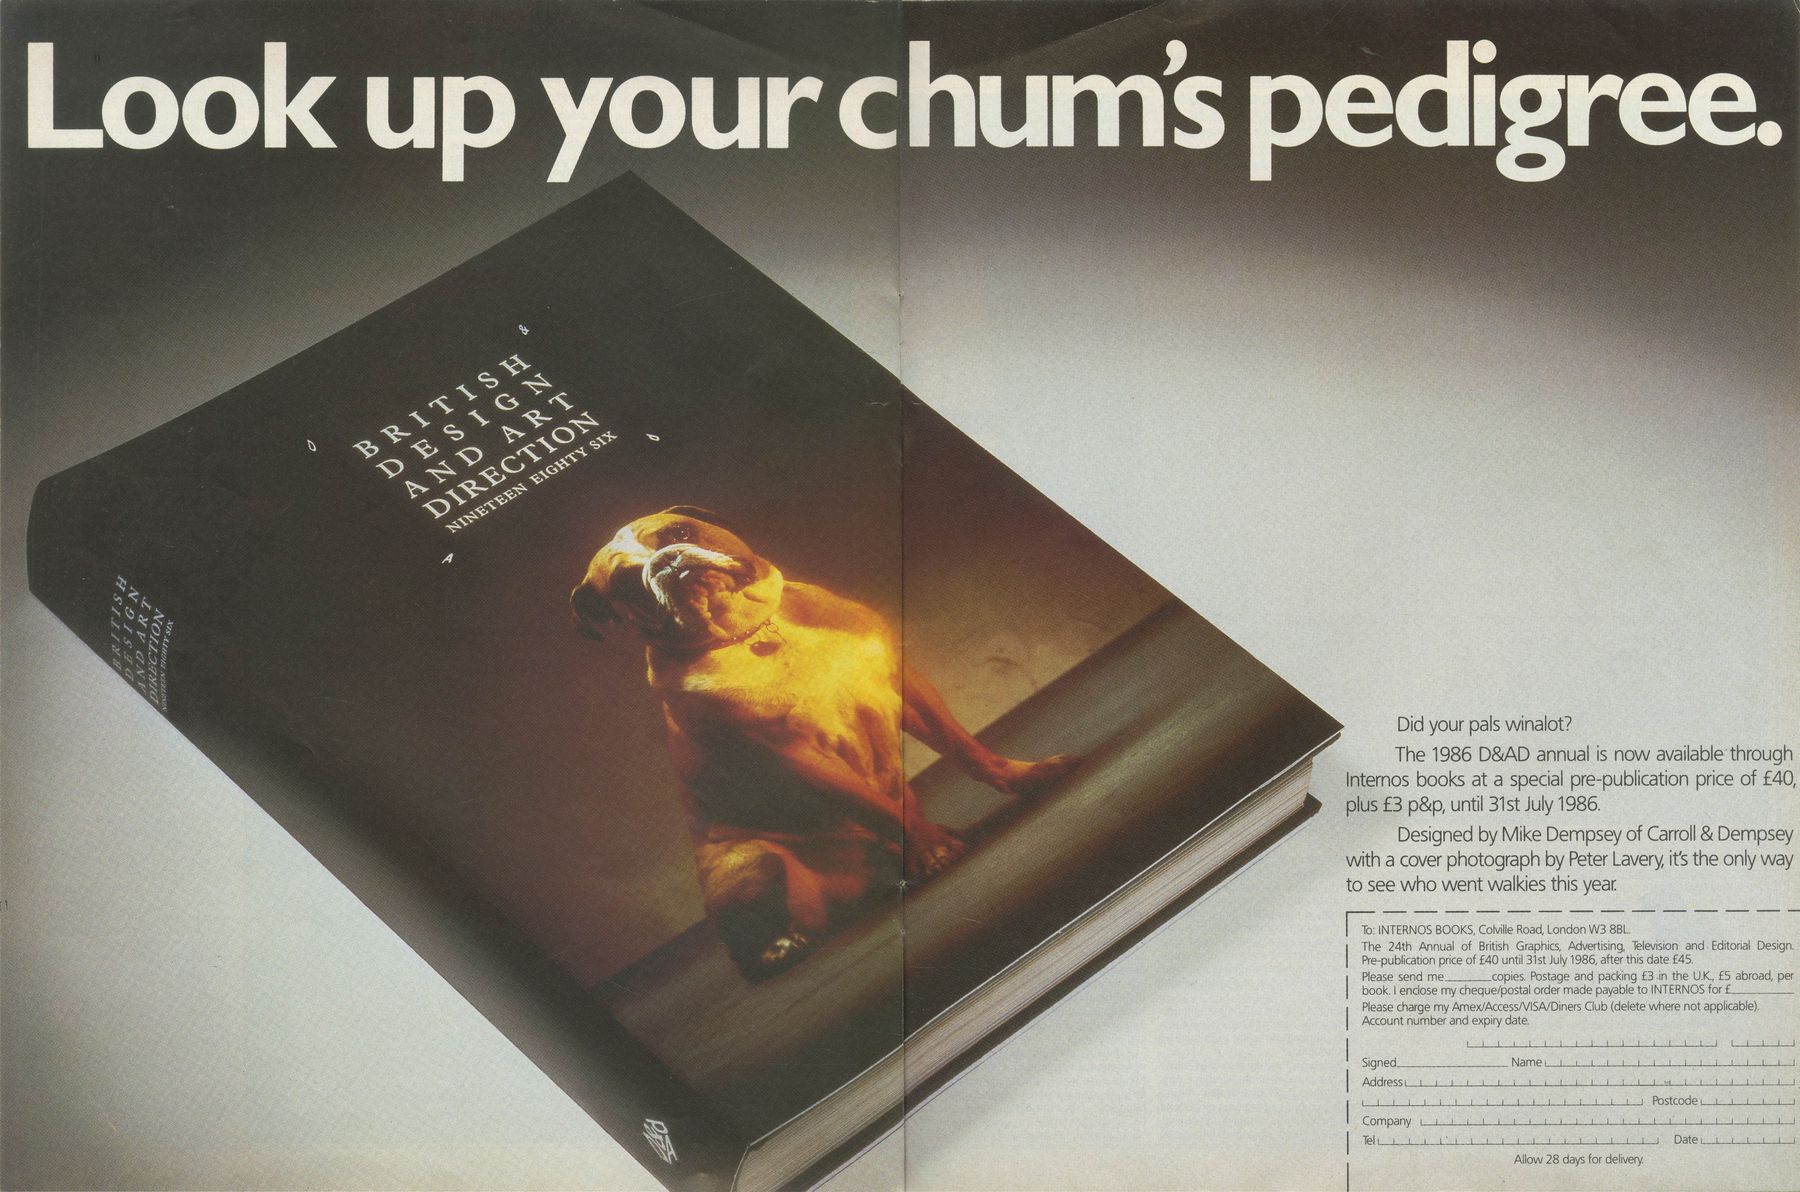 Look up your chum's pedigree.
&
D
BRITISH
DESIGN
AND ART
DIRECTION
NINETEEN EIGHTY SIX
D
A
BRITISH
DESIGN
AND ART
DIRECTION
NINETEEN EIGHTY SIX
Did your pals winalot?
The 1986 D&AD annual is now available through
Internos books at a special pre-publication price of £40,
plus £3 p&p, until 31st July 1986.
Designed by Mike Dempsey of Carroll & Dempsey
with a cover photograph by Peter Lavery, it's the only way
to see who went walkies this year.
To: INTERNOS BOOKS, Colville Road, London W3 8BL.
The 24th Annual of British Graphics, Advertising, Television and Editorial Design.
Pre-publication price of £40 until 31st July 1986, after this date £45.
Please send me______copies. Postage and packing £3 in the U.K., £5 abroad, per
book. I enclose my cheque/postal order made payable to INTERNOS for £
Please charge my Amex/Access/VISA/Diners Club (delete where not applicable).
Account number and expiry date.
Signed Name
Address
Postcode
Company
Tel Date
Allow 28 days for delivery.